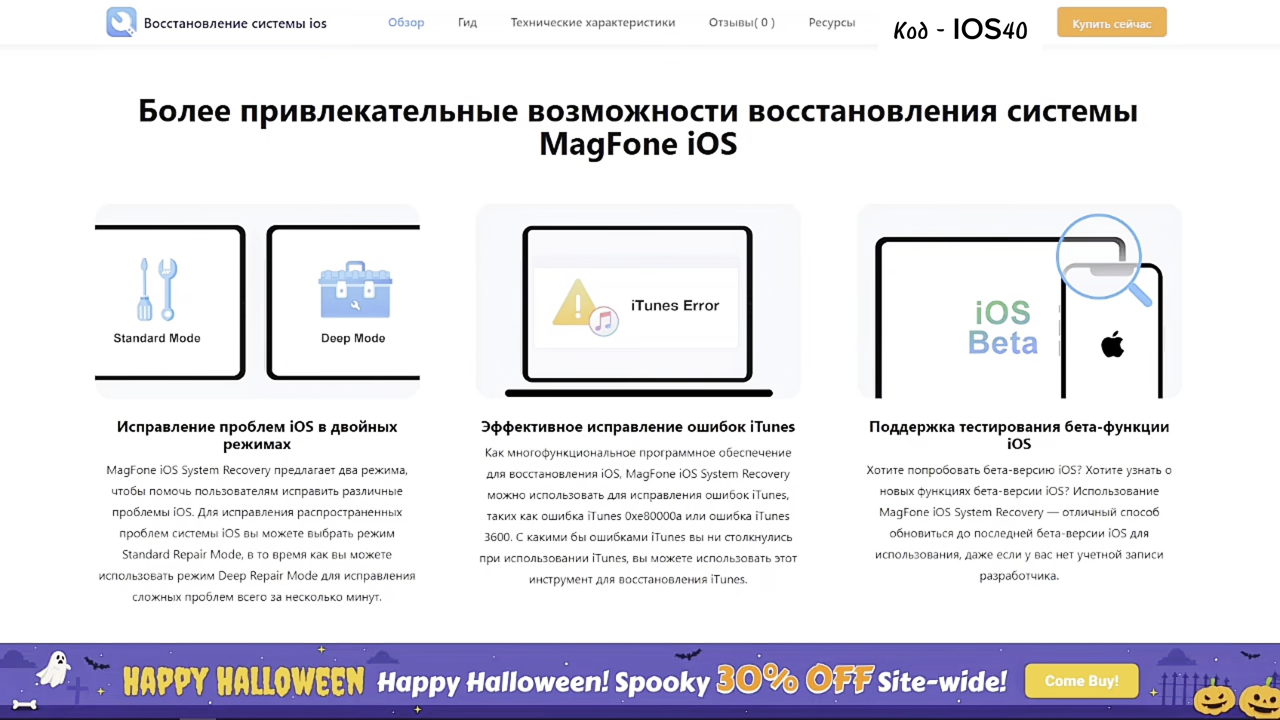 Восстановление системы ios
Обзор
Гид
Технические характеристики
Отзывы( 0 )
Ресурсы
Код - IOS40
Купить сейчас
Более привлекательные возможности восстановления системы
MagFone iOS
Standard Mode
Deep Mode
iTunes Error
iOS
Beta
Исправление проблем iOS в двойных
режимах
MagFone iOS System Recovery предлагает два режима,
чтобы помочь пользователям исправить различные
проблемы iOS. Для исправления распространенных
проблем системы iOS вы можете выбрать режим
Standard Repair Mode, в то время как вы можете
использовать режим Deep Repair Mode для исправления
сложных проблем всего за несколько минут.
Эффективное исправление ошибок iTunes
Как многофункциональное программное обеспечение
для восстановления iOS, MagFone iOS System Recovery
можно использовать для исправления ошибок iTunes,
таких как ошибка iTunes 0xe80000a или ошибка iTunes
3600. С какими бы ошибками iTunes вы ни столкнулись
при использовании iTunes, вы можете использовать этот
инструмент для восстановления iTunes.
Поддержка тестирования бета-функции
iOS
Хотите попробовать бета-версию iOS? Хотите узнать о
новых функциях бета-версии iOS? Использование
MagFone iOS System Recovery — отличный способ
обновиться до последней бета-версии iOS для
использования, даже если у вас нет учетной записи
разработчика.
HAPPY HALLOWEEN
Happy Halloween! Spooky 30% OFF Site-wide!
Come Buy!